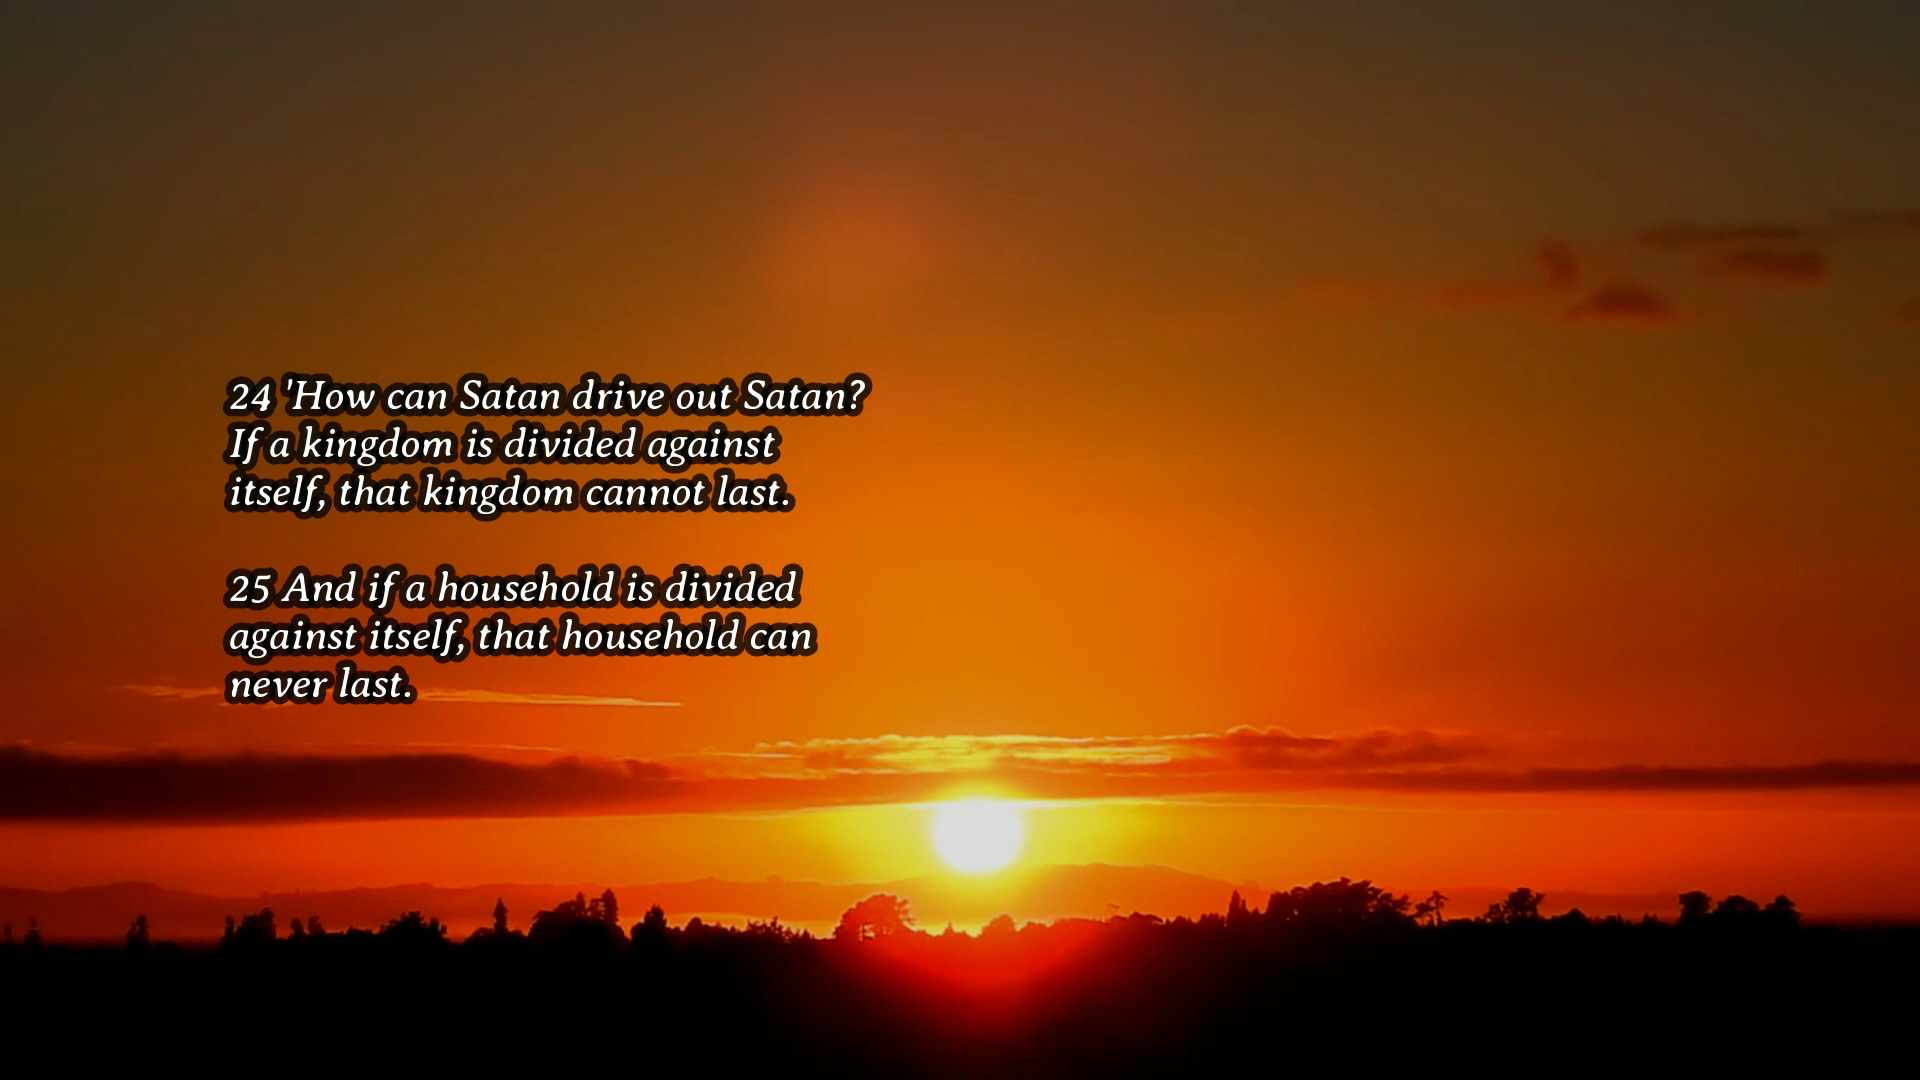 24 'How can Satan drive out Satan?
If a kingdom is divided against
itself, that kingdom cannot last.
25 And if a household is divided
against itself, that household can
never last.